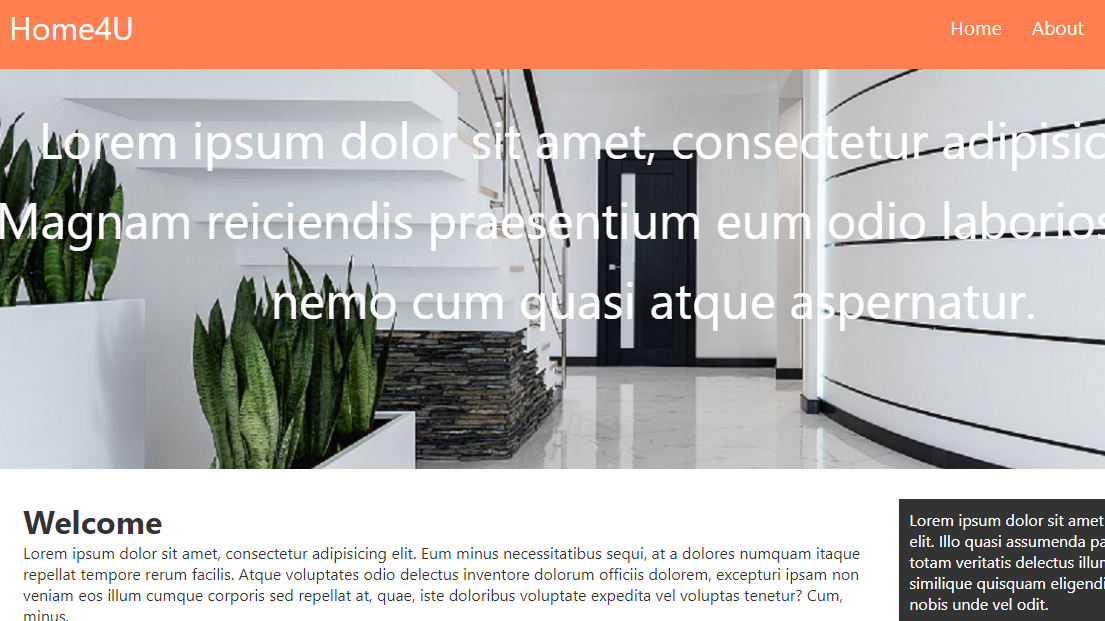 Home4U
Home About
Lorem ipsum dolor sit amet, consectetur adipisic
Magnam reiciendis praesentium eum odio laborios
nemo cum quasi atque aspernatur.
Welcome
Lorem ipsum dolor sit amet, consectetur adipisicing elit. Eum minus necessitatibus sequi, at a dolores numquam itaque
repellat tempore rerum facilis. Atque voluptates odio delectus inventore dolorum officiis dolorem, excepturi ipsam non
veniam eos illum cumque corporis sed repellat at, quae, iste doloribus voluptate expedita vel voluptas tenetur? Cum,
minus.
Lorem ipsum dolor sit amet
elit. Illo quasi assumenda pa
totam veritatis delectus illum
similique quisquam eligendi
nobis unde vel odit.